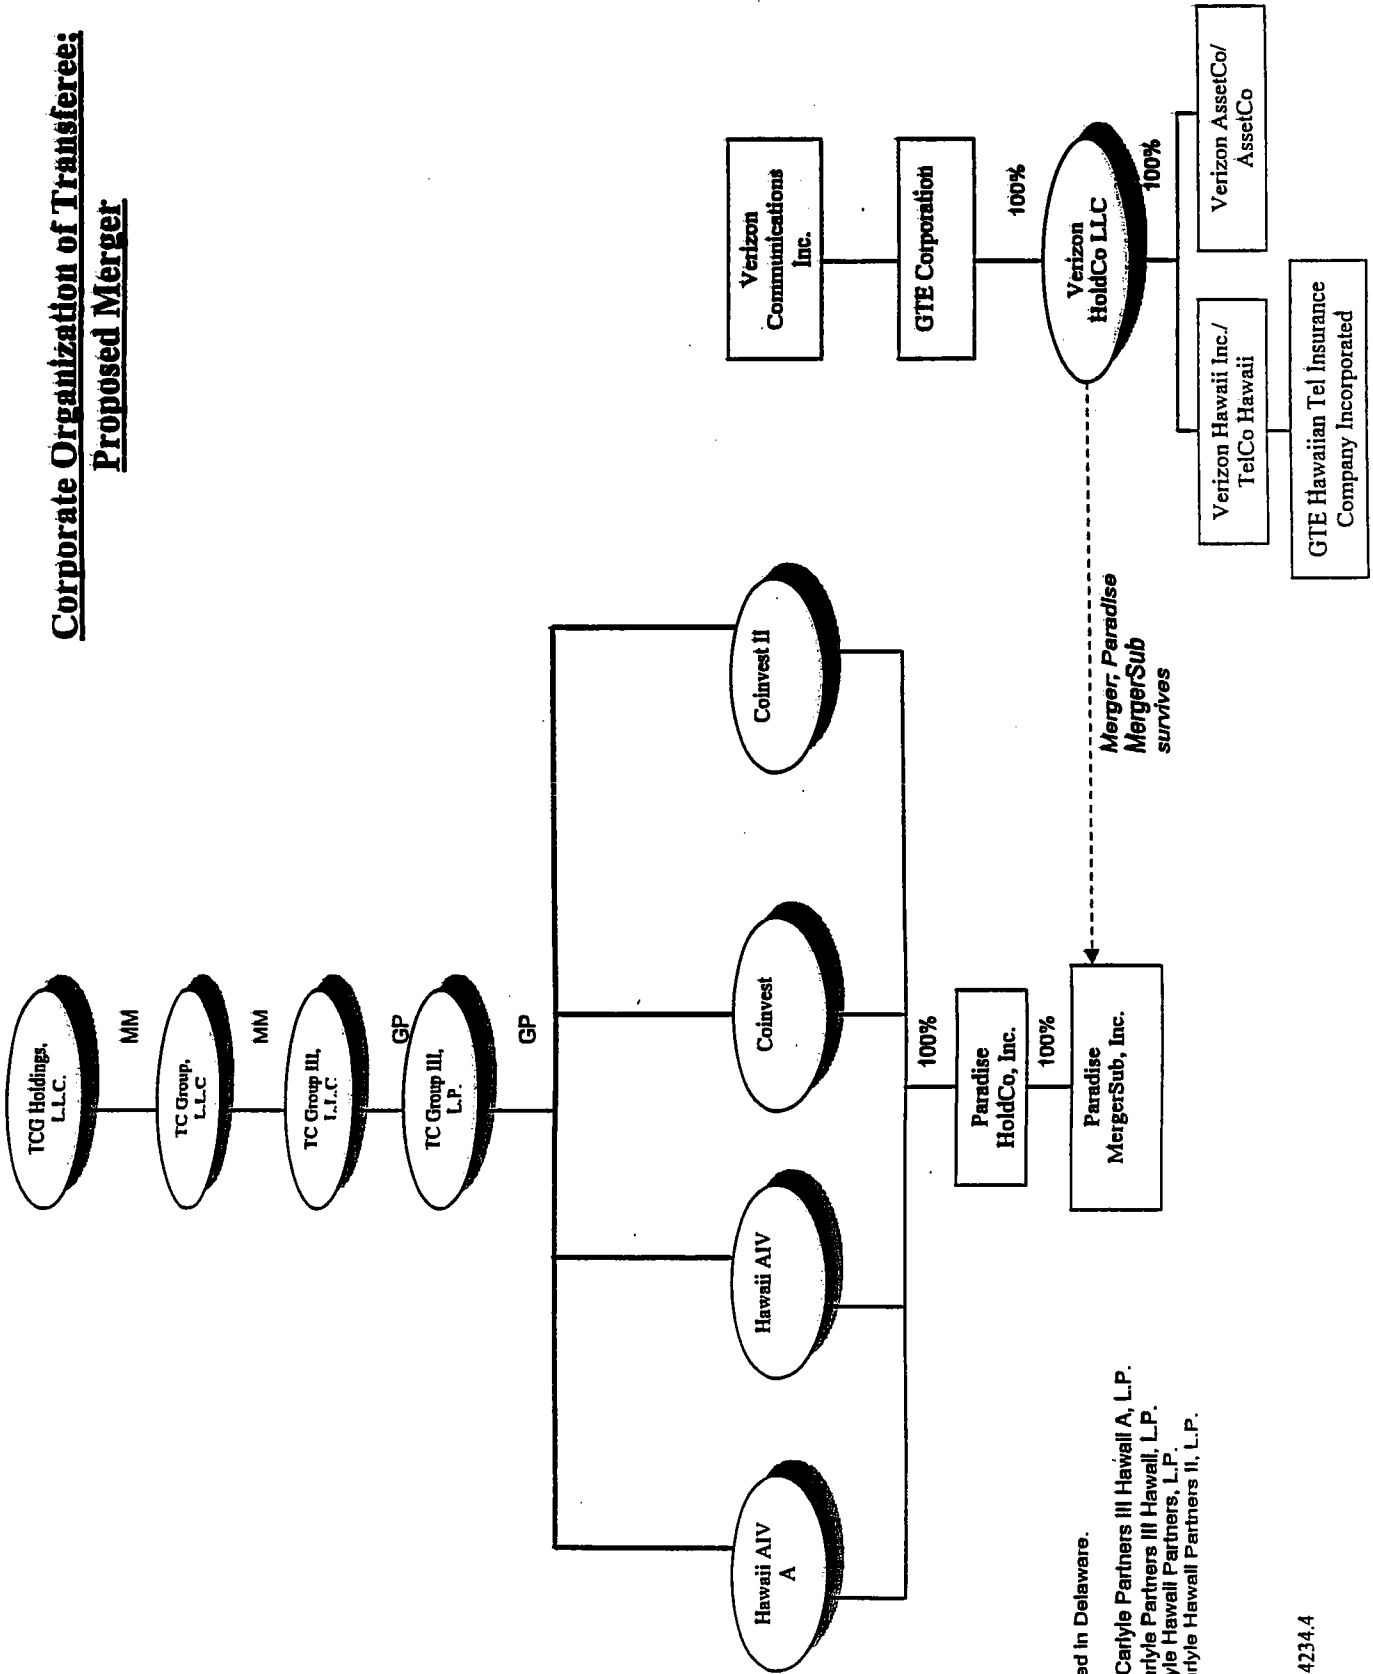 Corporate Organization of Transferee;
Proposed Merger
TCG Holdings,
L.L.C.
MM
TC Group,
L.L.C
MM
TC Group III,
L.L.C.
GP
TC Group III,
L.P.
GP
Hawaii AIV
A
Hawaii AIV
Coinvest
Coinvest II
100%
Paradise
HoldCo, Inc.
100%
Paradise
MergerSub, Inc.
Merger; Paradise
MergerSub
survives
Verizon
Communications
Inc.
GTE Corporation
100%
Verizon
HoldCo LLC
100%
Verizon Hawaii Inc./
TelCo Hawaii
Verizon AssetCo/
AssetCo
GTE Hawaiian Tel Insurance
Company Incorporated
ed in Delaware.
Carlyle Partners III Hawaii A, L.P.
rlyle Partners III Hawaii, L.P.
yle Hawaii Partners, L.P.
rlyle Hawaii Partners II, L.P.
4234.4